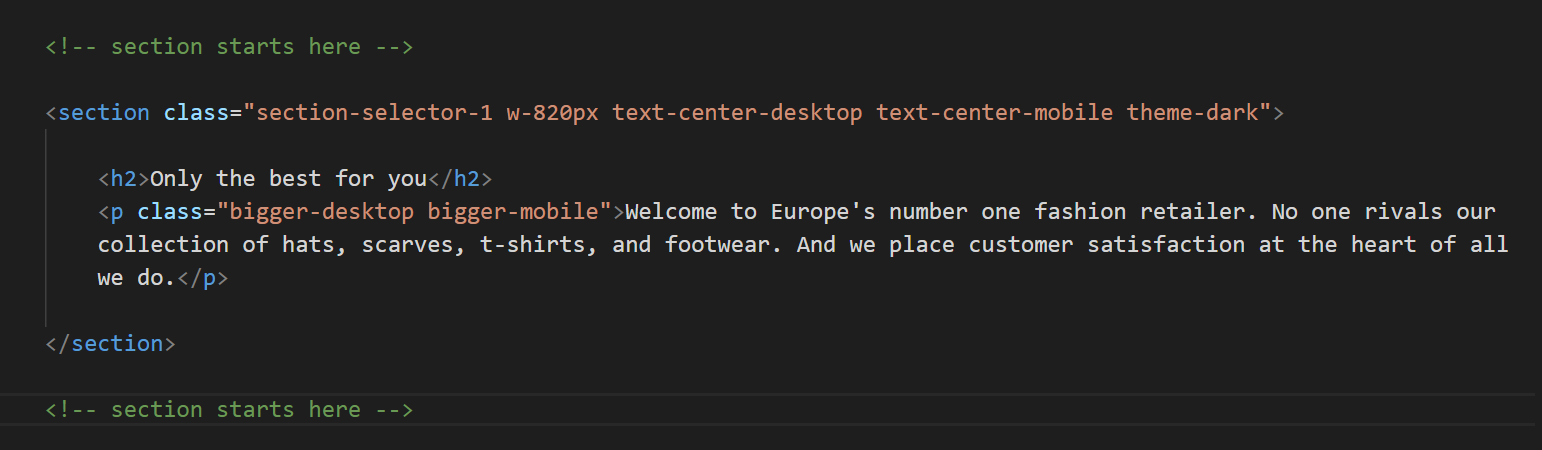 <!-- section starts here -->
<section class="section-selector-1 w-820px text-center-desktop text-center-mobile theme-dark">
<h2>Only the best for you</h2>
<p class="bigger-desktop bigger-mobile">Welcome to Europe's number one fashion retailer. No one rivals our
collection of hats, scarves, t-shirts, and footwear. And we place customer satisfaction at the heart of all
we do.</p>
</section>
<!-- section starts here -->